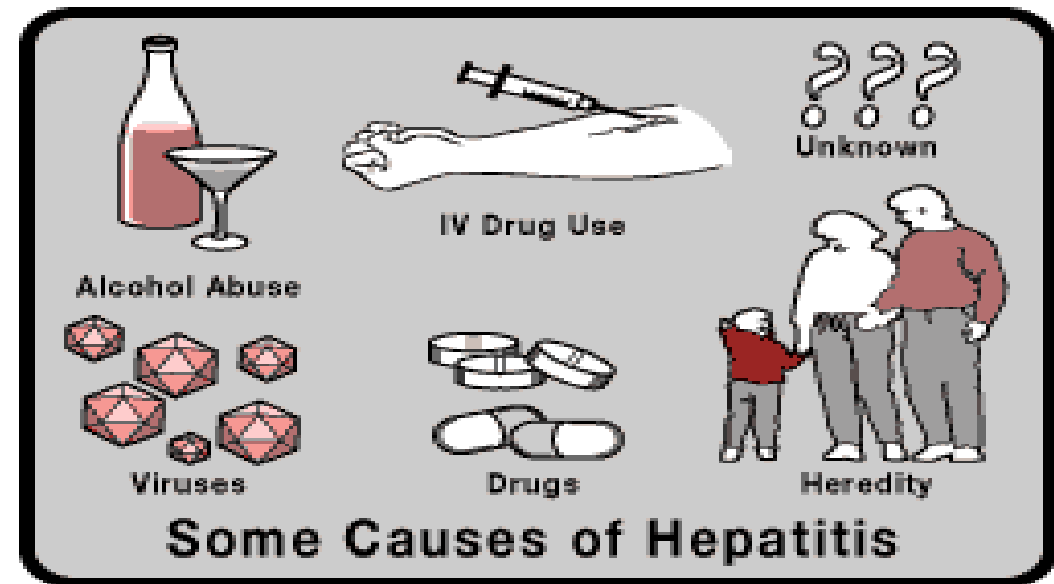 ???
Unknown
IV Drug Use
Alcohol Abuse
Viruses
Drugs
Heredity
Some Causes of Hepatitis